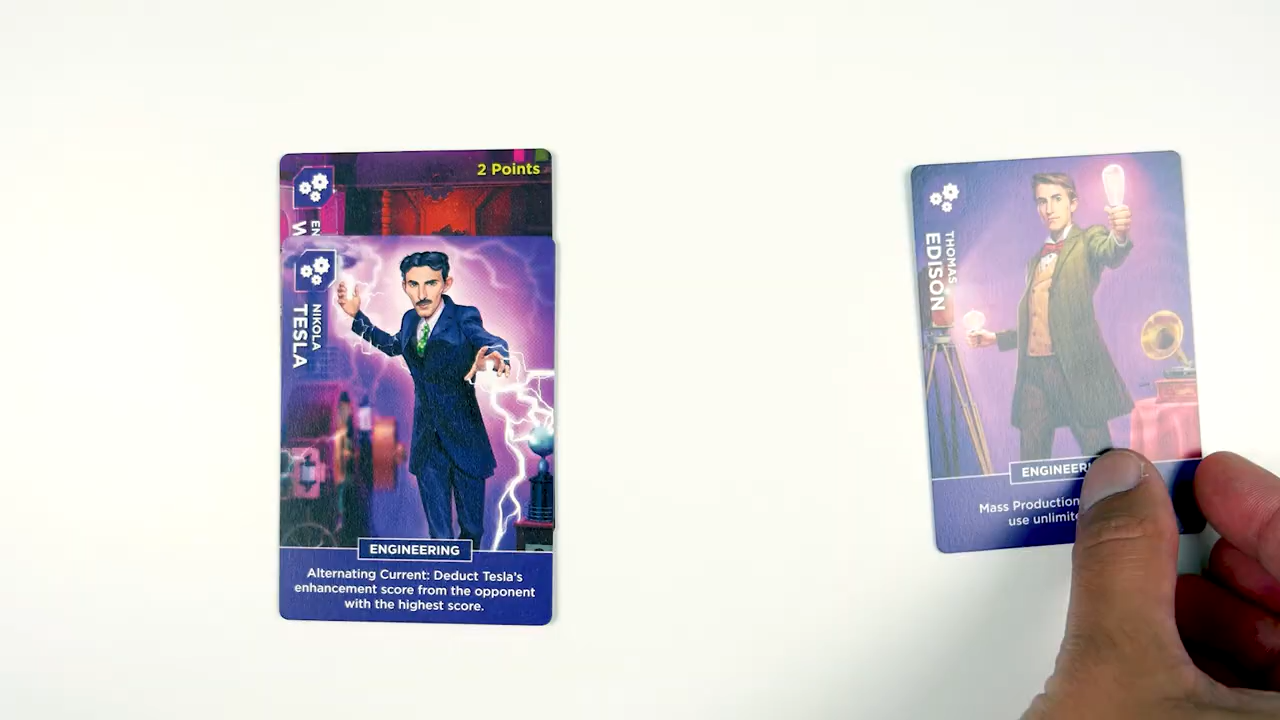 2 Points
NIKOLA
TESLA
ENGINEERING
Alternating Current: Deduct Tesla's
enhancement score from the opponent
with the highest score.
THOMAS
EDISON
Mass Production
use